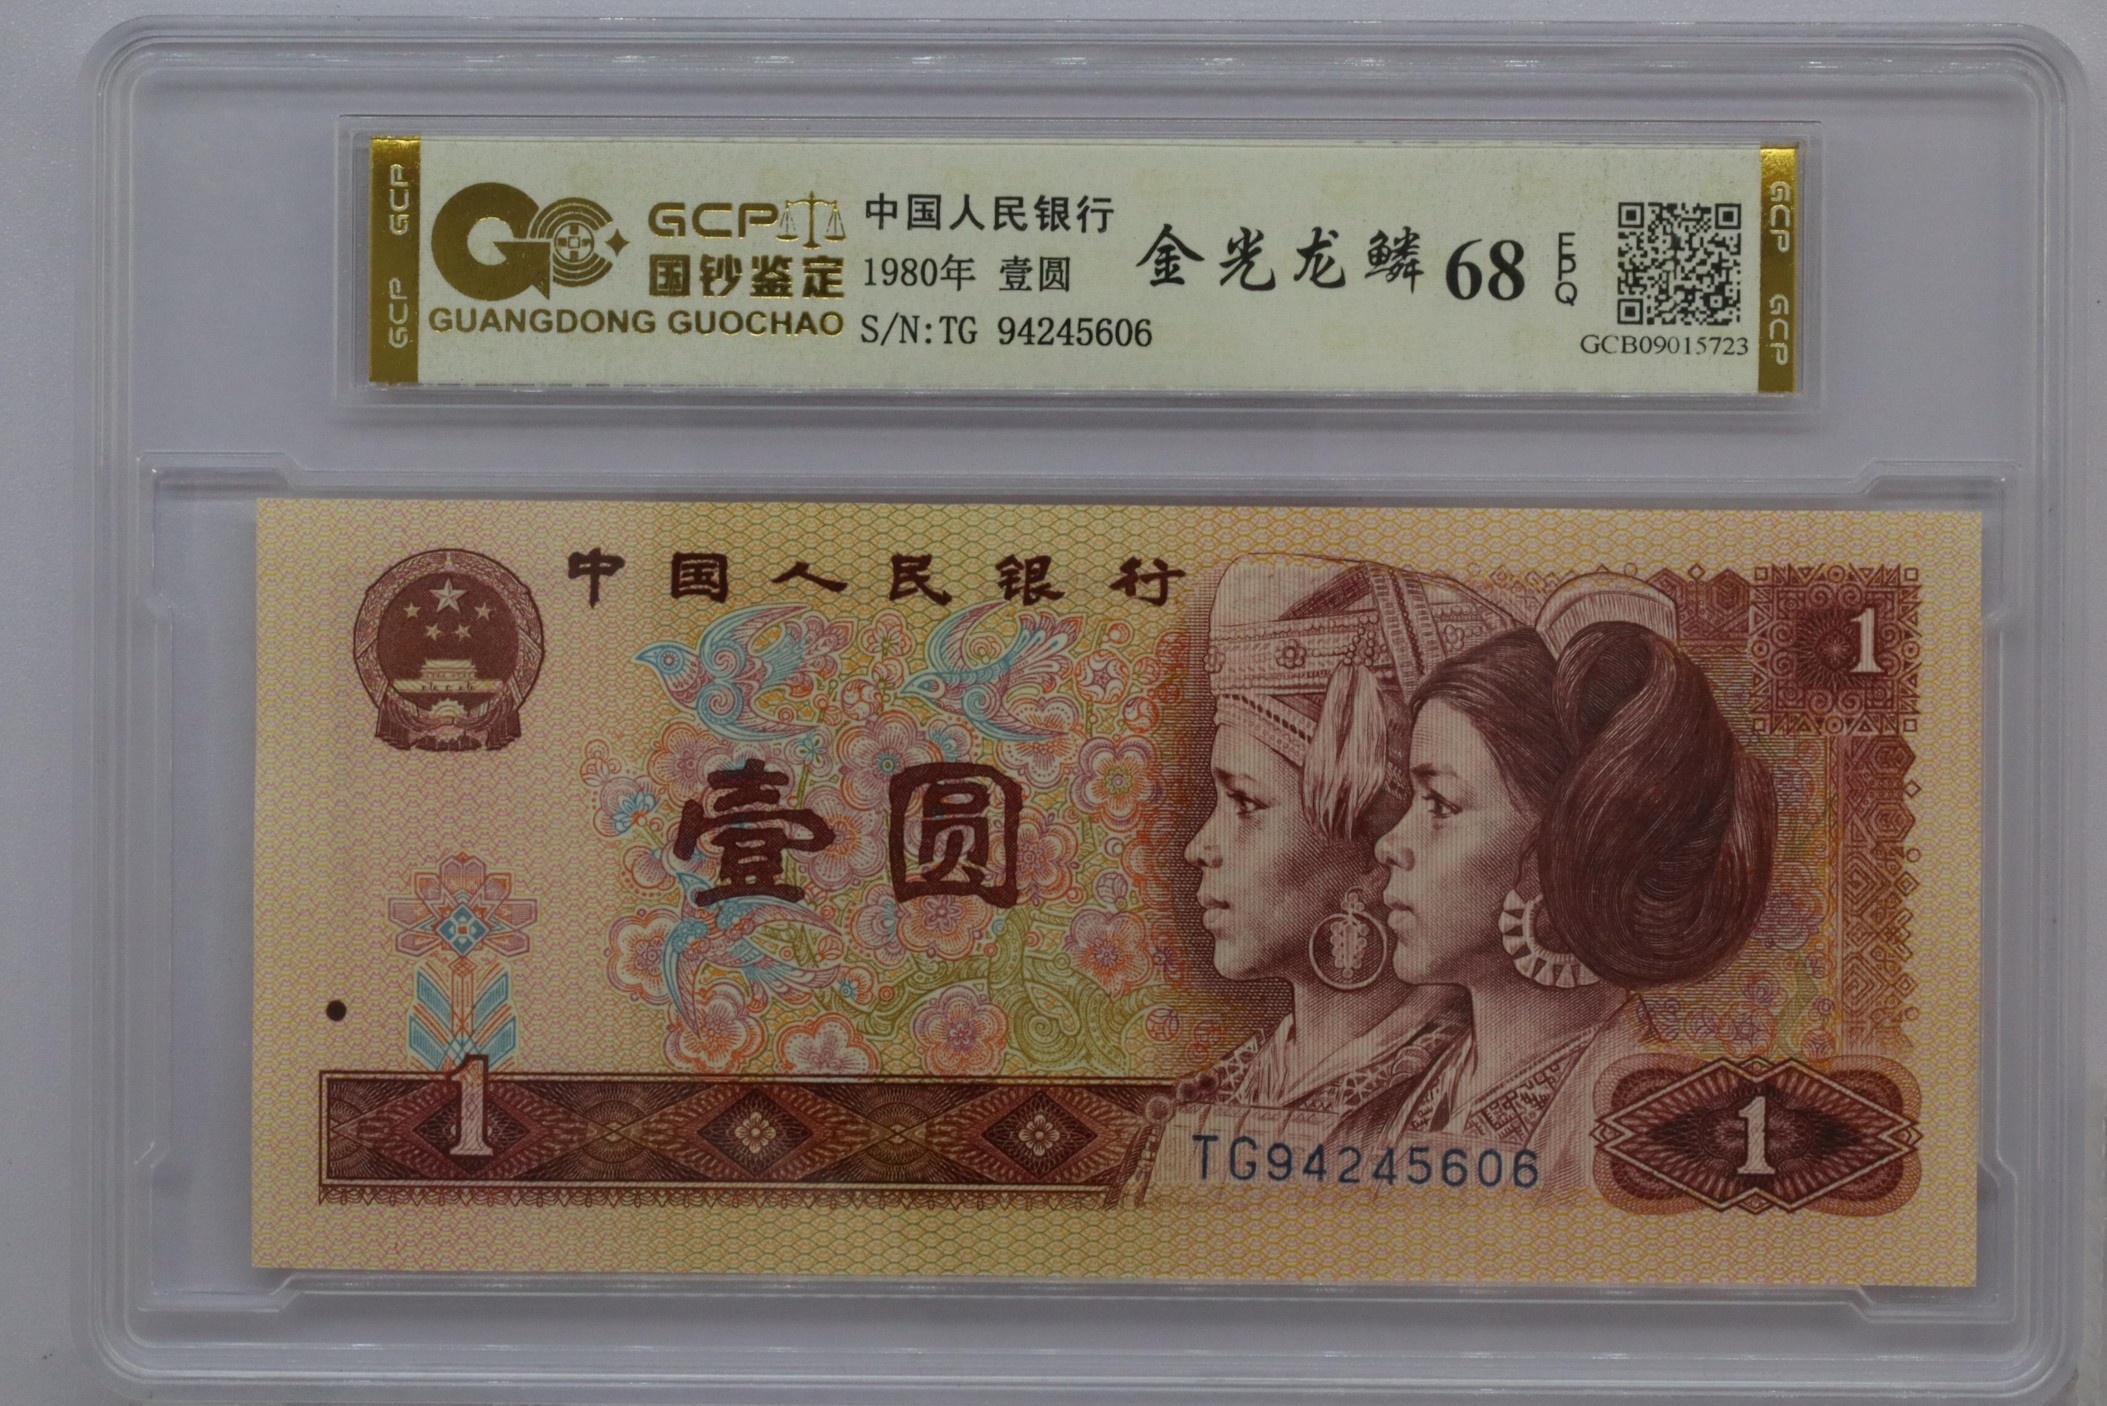 GCP GCP
GCP
国钞鉴定
GUANGDONG GUOCHAO
中国人民银行
1980年 壹圆
S/N:TG 94245606
金光龙鳞 68 EPQ
GCB09015723
GCP GCP
中国人民银行
1
壹圆
1
TG94245606
1